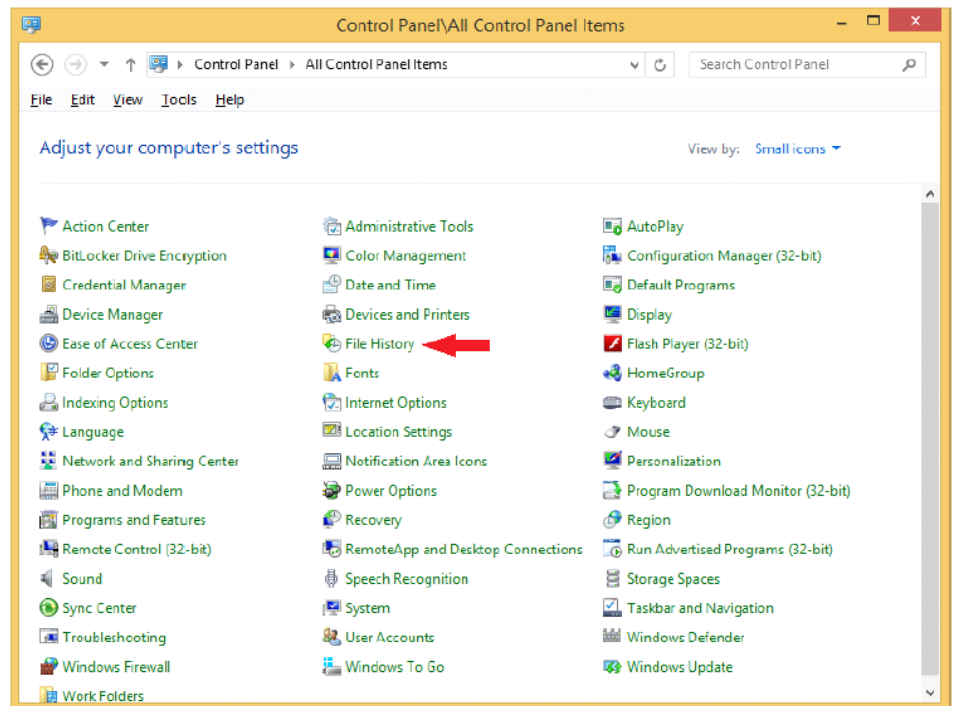 Control Panel\All Control Panel Items
Control Panel All Control Panel Items Search Control Panel
File Edit View Tools Help
Adjust your computer's settings View by: Small icons
Action Center Administrative Tools AutoPlay
BitLocker Drive Encryption Color Management Configuration Manager (32-bit)
Credential Manager Date and Time Default Programs
Device Manager Devices and Printers Display
Ease of Access Center File History Flash Player (32-bit)
Folder Options Fonts HomeGroup
Indexing Options Internet Options Keyboard
Language Location Settings Mouse
Network and Sharing Center Notification Area Icons Personalization
Phone and Modem Power Options Program Download Monitor (32-bit)
Programs and Features Recovery Region
Remote Control (32-bit) RemoteApp and Desktop Connections Run Advertised Programs (32-bit)
Sound Speech Recognition Storage Spaces
Sync Center System Taskbar and Navigation
Troubleshooting User Accounts Windows Defender
Windows Firewall Windows To Go Windows Update
Work Folders